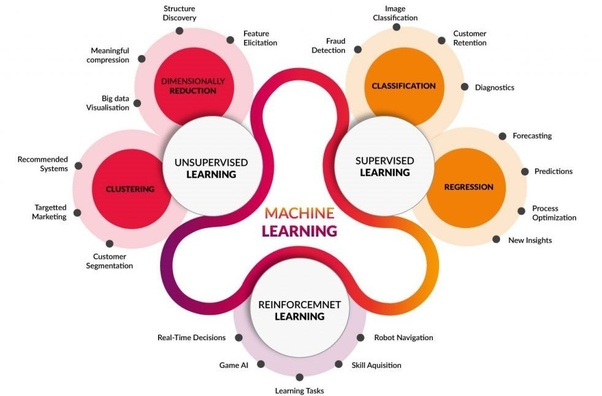 Structure
Discovery
Feature
Elicitation
Meaningful
compression
Big data
Visualisation
DIMENSIONALLY
REDUCTION
UNSUPERVISED
LEARNING
CLUSTERING
Recommended
Systems
Targetted
Marketing
Customer
Segmentation
Image
Classification
Fraud
Detection
Customer
Retention
Diagnostics
CLASSIFICATION
SUPERVISED
LEARNING
REGRESSION
Forecasting
Predictions
Process
Optimization
New Insights
MACHINE
LEARNING
REINFORCEMNET
LEARNING
Real-Time Decisions
Game AI
Learning Tasks
Skill Aquisition
Robot Navigation